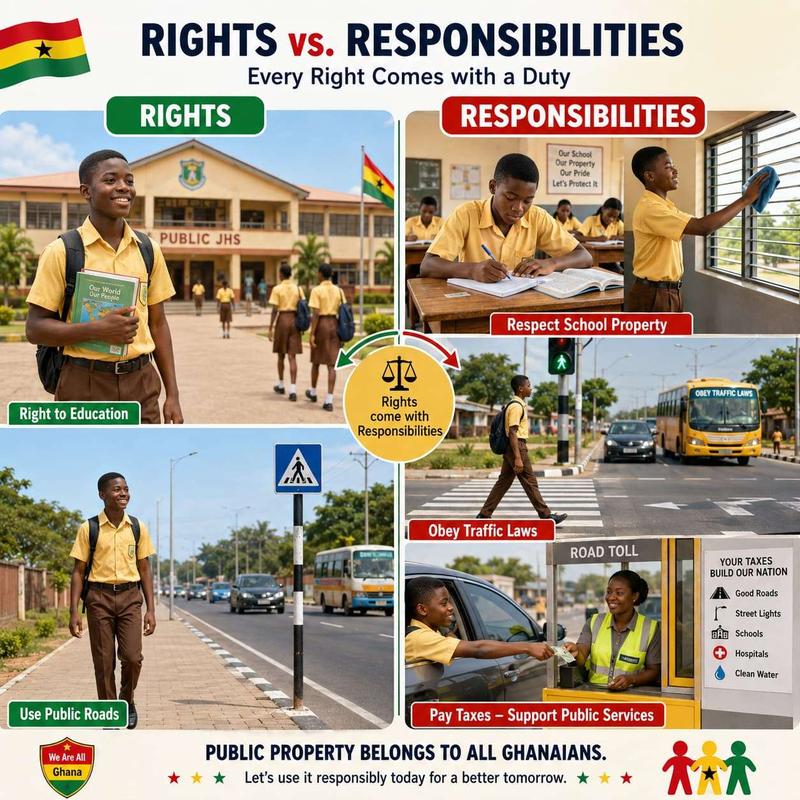 RIGHTS vs. RESPONSIBILITIES
Every Right Comes with a Duty
RIGHTS
PUBLIC JHS
Our World
Our People
Right to Education
Use Public Roads
RESPONSIBILITIES
Our School
Our Property
Our Pride
Let's Protect It
Respect School Property
Rights
come with
Responsibilities
OBEY TRAFFIC LAWS
Obey Traffic Laws
ROAD TOLL
YOUR TAXES
BUILD OUR NATION
Good Roads
Street Lights
Schools
Hospitals
Clean Water
Pay Taxes – Support Public Services
We Are All
Ghana
PUBLIC PROPERTY BELONGS TO ALL GHANAIANS.
Let's use it responsibly today for a better tomorrow.